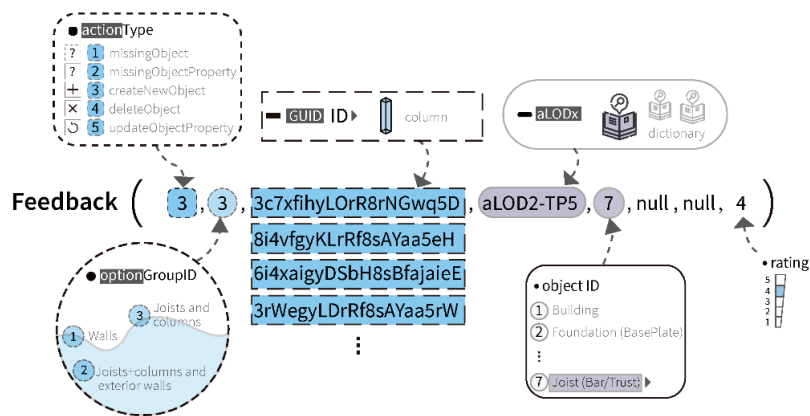 actionType
? 1 missingObject
? 2 missingObjectProperty
+ 3 createNewObject
× 4 deleteObject
5 updateObjectProperty
GUID ID
column
aLODx
dictionary
Feedback ( 3 , 3 , 3c7xfihyLOrR8rNGwq5D , aLOD2-TP5 , 7 , null , null , 4 )
8i4vfgyKLrRf8sAYaa5eH
6i4xaigyDSbH8sBfajaieE
3rWegyLDrRf8sAYaa5rW
⋮
optionGroupID
3 Joists and
columns
1 Walls
2 Joists+columns and
exterior walls
object ID
1 Building
2 Foundation (BasePlate)
⋮
7 Joist (Bar/Trust)
rating
5
4
3
2
1